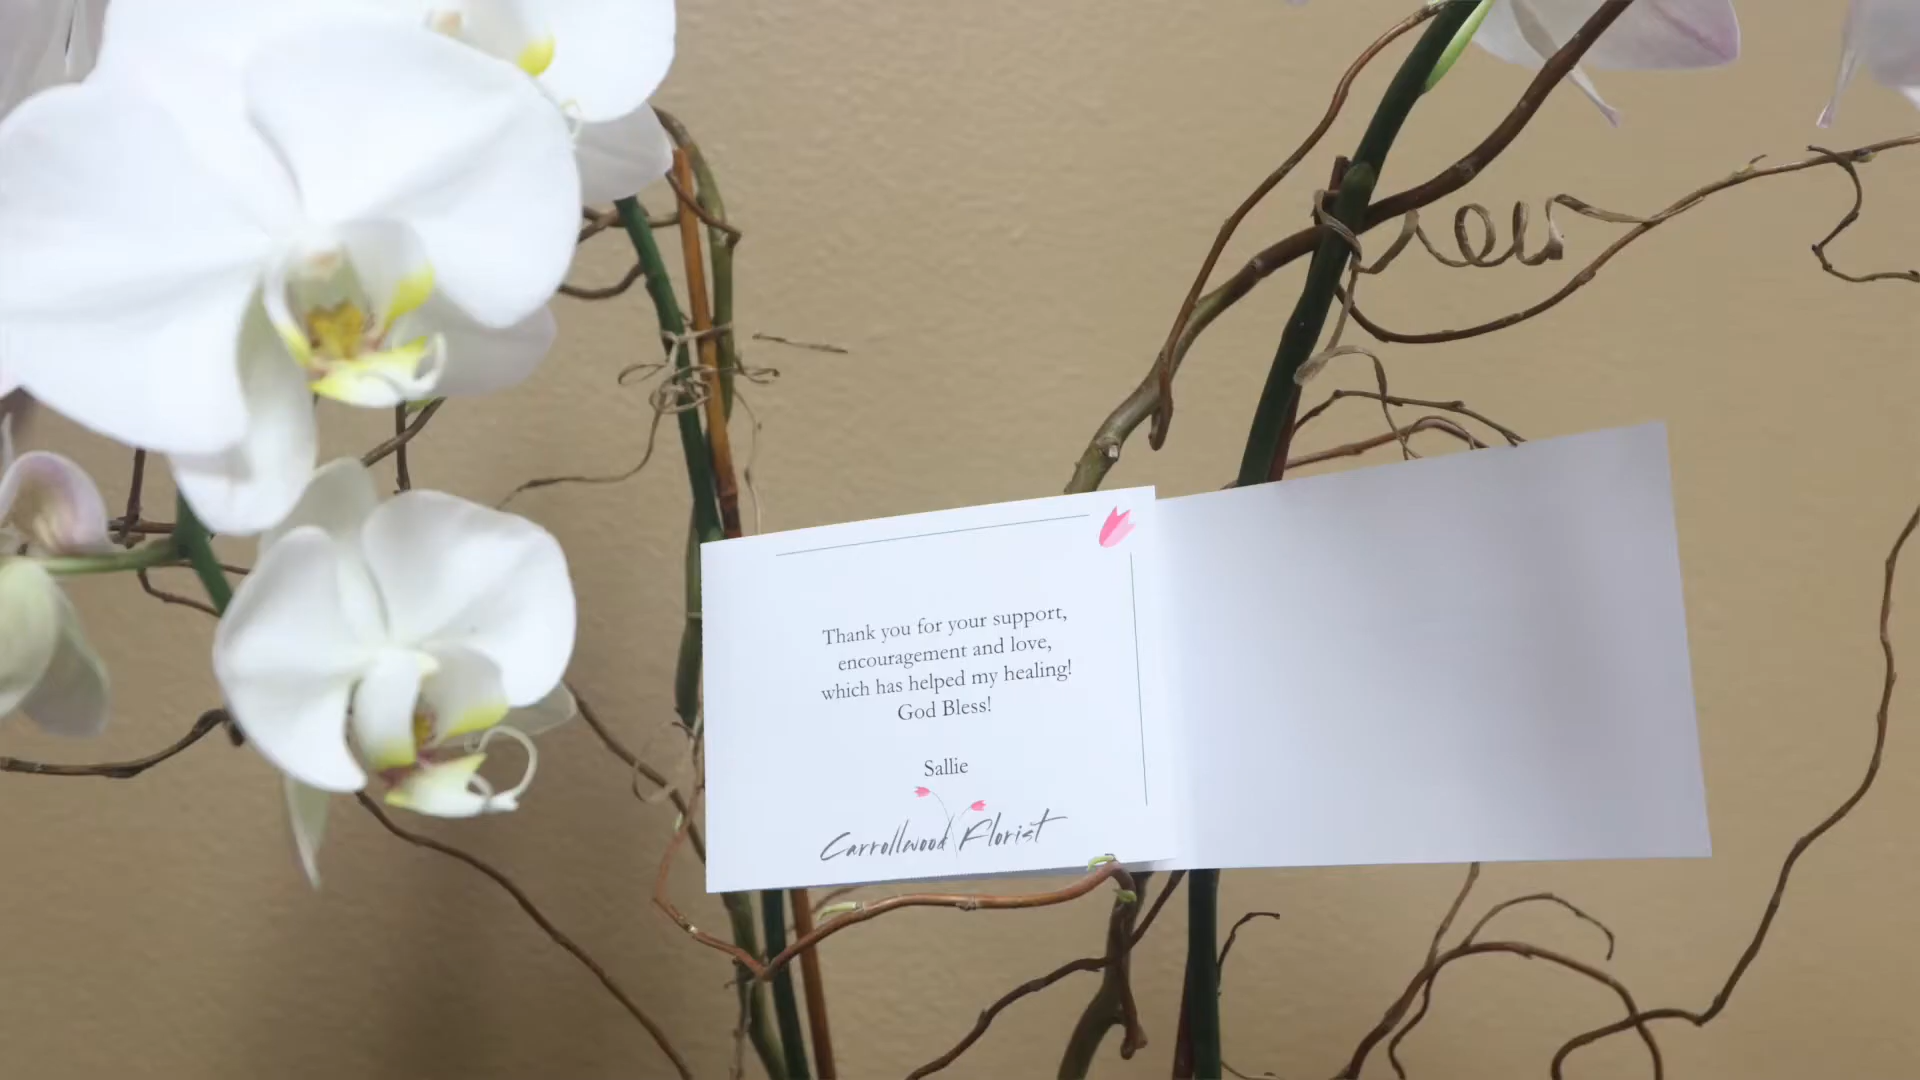 Thank you for your support,
encouragement and love,
which has helped my healing!
God Bless!
Sallie
Carrollwood Florist